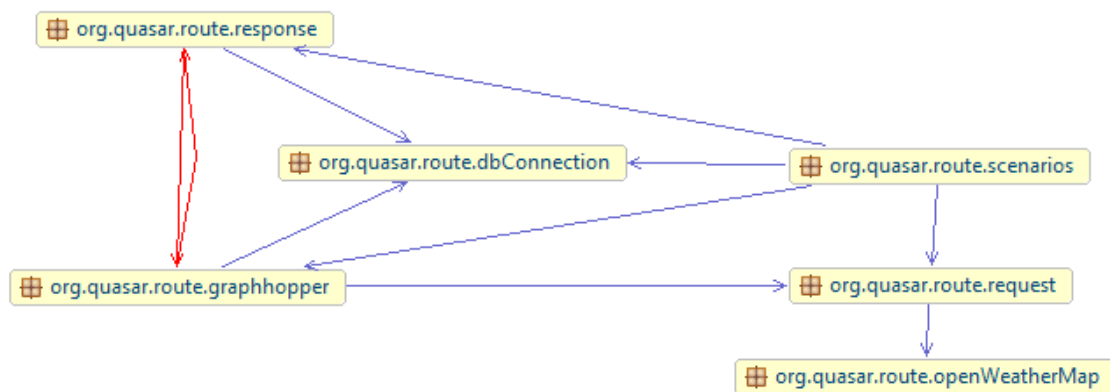 org.quasar.route.response
org.quasar.route.dbConnection
org.quasar.route.scenarios
org.quasar.route.graphhopper
org.quasar.route.request
org.quasar.route.openWeatherMap